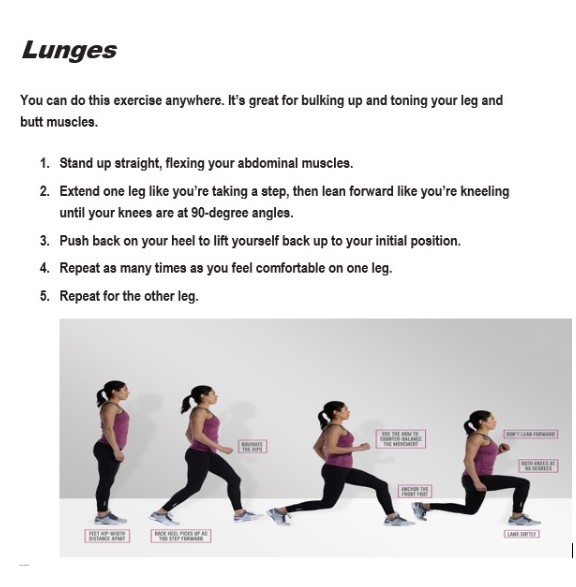 Lunges
You can do this exercise anywhere. It’s great for bulking up and toning your leg and
butt muscles.
1. Stand up straight, flexing your abdominal muscles.
2. Extend one leg like you’re taking a step, then lean forward like you’re kneeling
until your knees are at 90-degree angles.
3. Push back on your heel to lift yourself back up to your initial position.
4. Repeat as many times as you feel comfortable on one leg.
5. Repeat for the other leg.
FEET HIP-WIDTH
DISTANCE APART
BACK HEEL PICKS UP AS
YOU STEP FORWARD
NAVIGATE
THE HIPS
USE THE ARM TO
COUNTER-BALANCE
THE MOVEMENT
ANCHOR THE
FRONT FOOT
DON'T LEAN FORWARD
BOTH KNEES AT
90 DEGREES
LAND SOFTLY